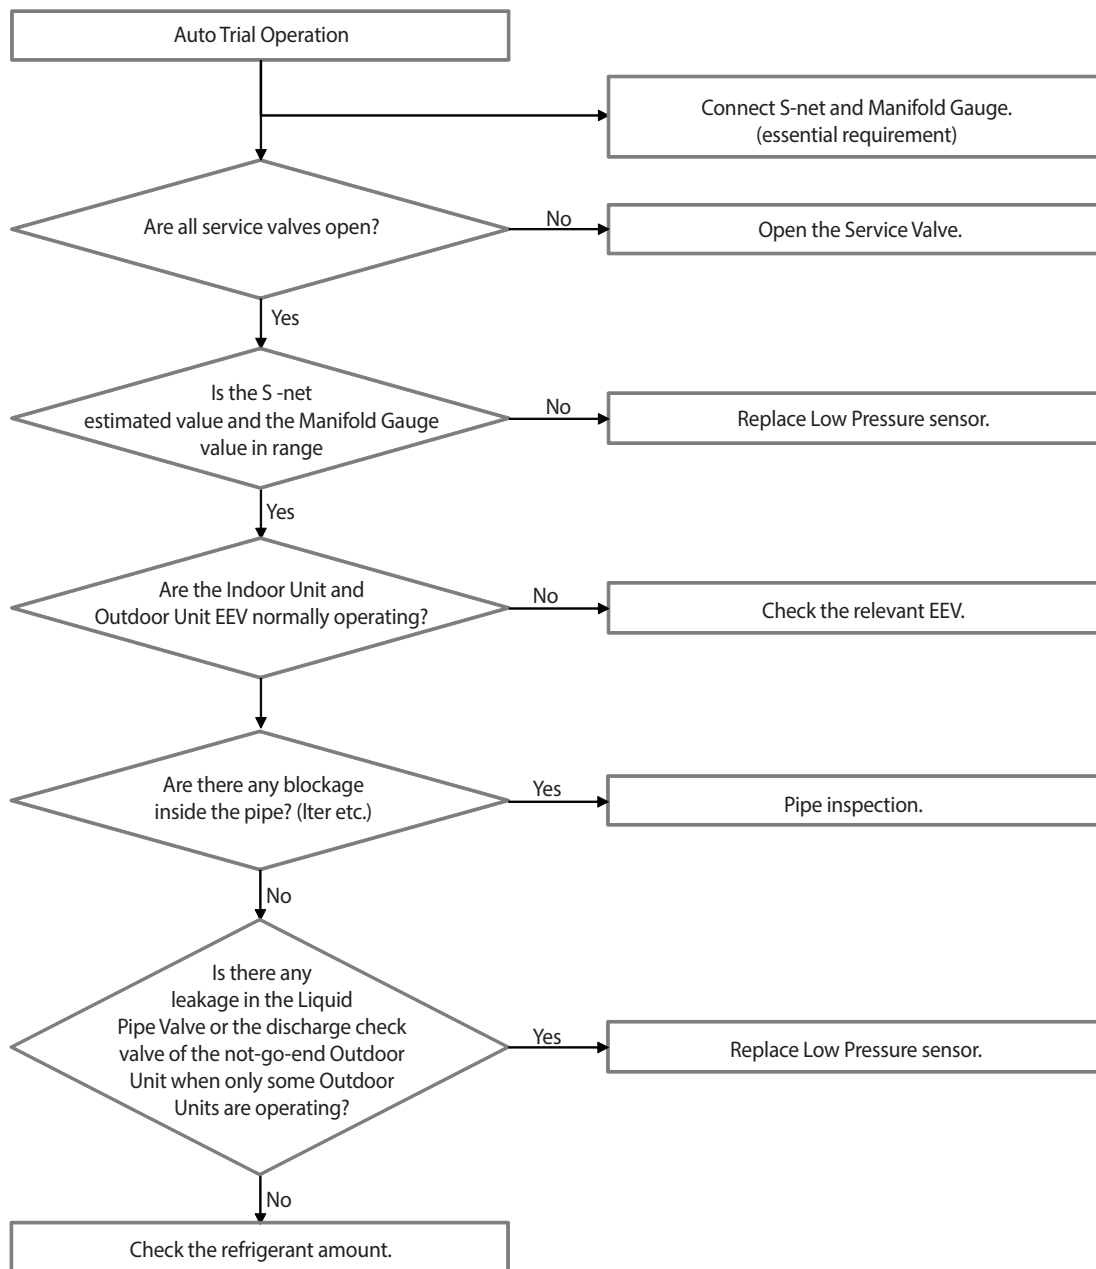 Auto Trial Operation
Connect S-net and Manifold Gauge.
(essential requirement)
Are all service valves open?
No
Open the Service Valve.
Yes
Is the S -net
estimated value and the Manifold Gauge
value in range
No
Replace Low Pressure sensor.
Yes
Are the Indoor Unit and
Outdoor Unit EEV normally operating?
No
Check the relevant EEV.
Are there any blockage
inside the pipe? (lter etc.)
Yes
Pipe inspection.
No
Is there any
leakage in the Liquid
Pipe Valve or the discharge check
valve of the not-go-end Outdoor
Unit when only some Outdoor
Units are operating?
Yes
Replace Low Pressure sensor.
No
Check the refrigerant amount.